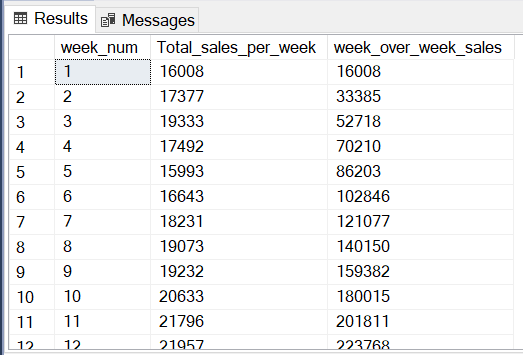 Results Messages
week_num Total_sales_per_week week_over_week_sales
1 1 16008 16008
2 2 17377 33385
3 3 19333 52718
4 4 17492 70210
5 5 15993 86203
6 6 16643 102846
7 7 18231 121077
8 8 19073 140150
9 9 19232 159382
10 10 20633 180015
11 11 21796 201811
12 12 21957 223768